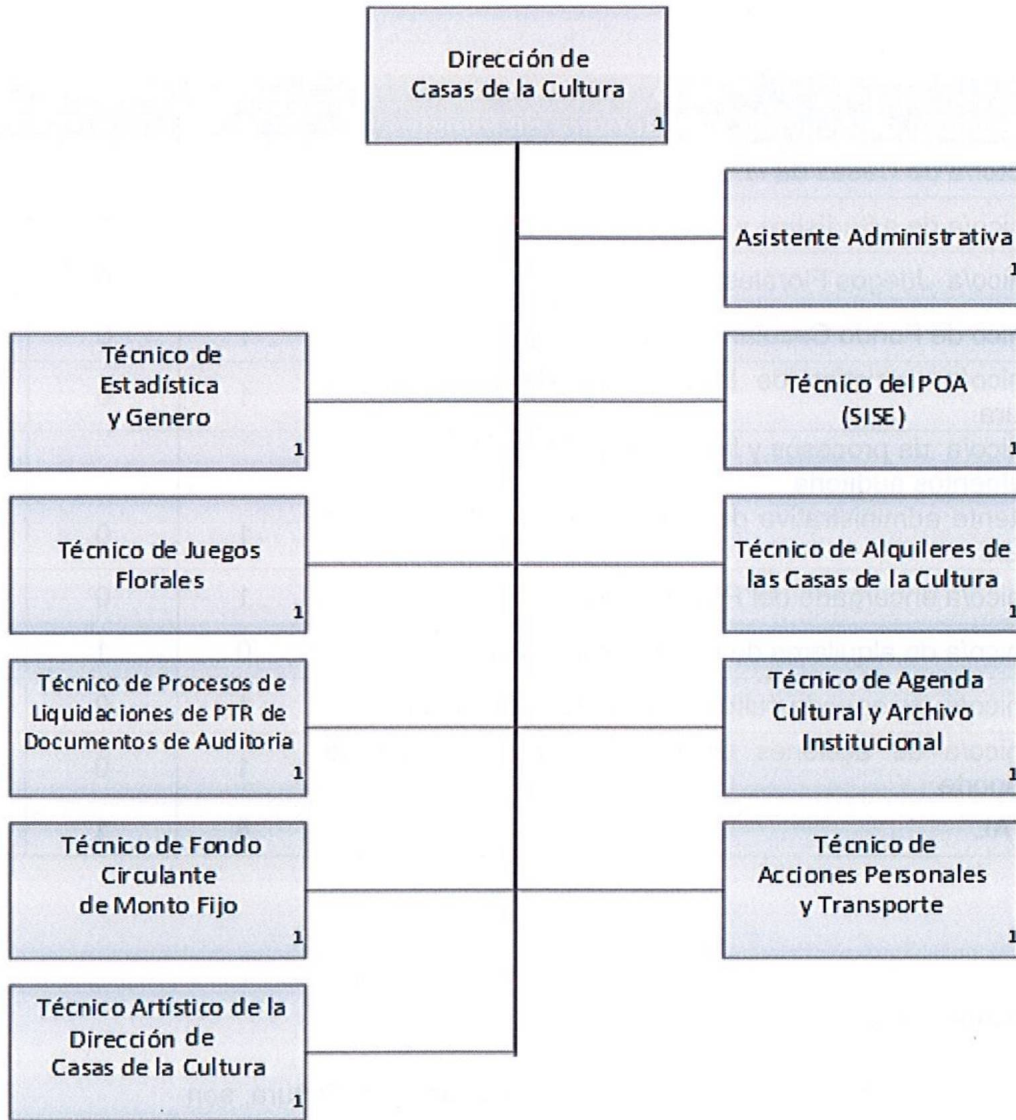 Dirección de
Casas de la Cultura
1
Asistente Administrativa
1
Técnico de
Estadística
y Genero
1
Técnico del POA
(SISE)
1
Técnico de Juegos
Florales
1
Técnico de Alquileres de
las Casas de la Cultura
1
Técnico de Procesos de
Liquidaciones de PTR de
Documentos de Auditoria
1
Técnico de Agenda
Cultural y Archivo
Institucional
1
Técnico de Fondo
Circulante
de Monto Fijo
1
Técnico de
Acciones Personales
y Transporte
1
Técnico Artístico de la
Dirección de
Casas de la Cultura
1